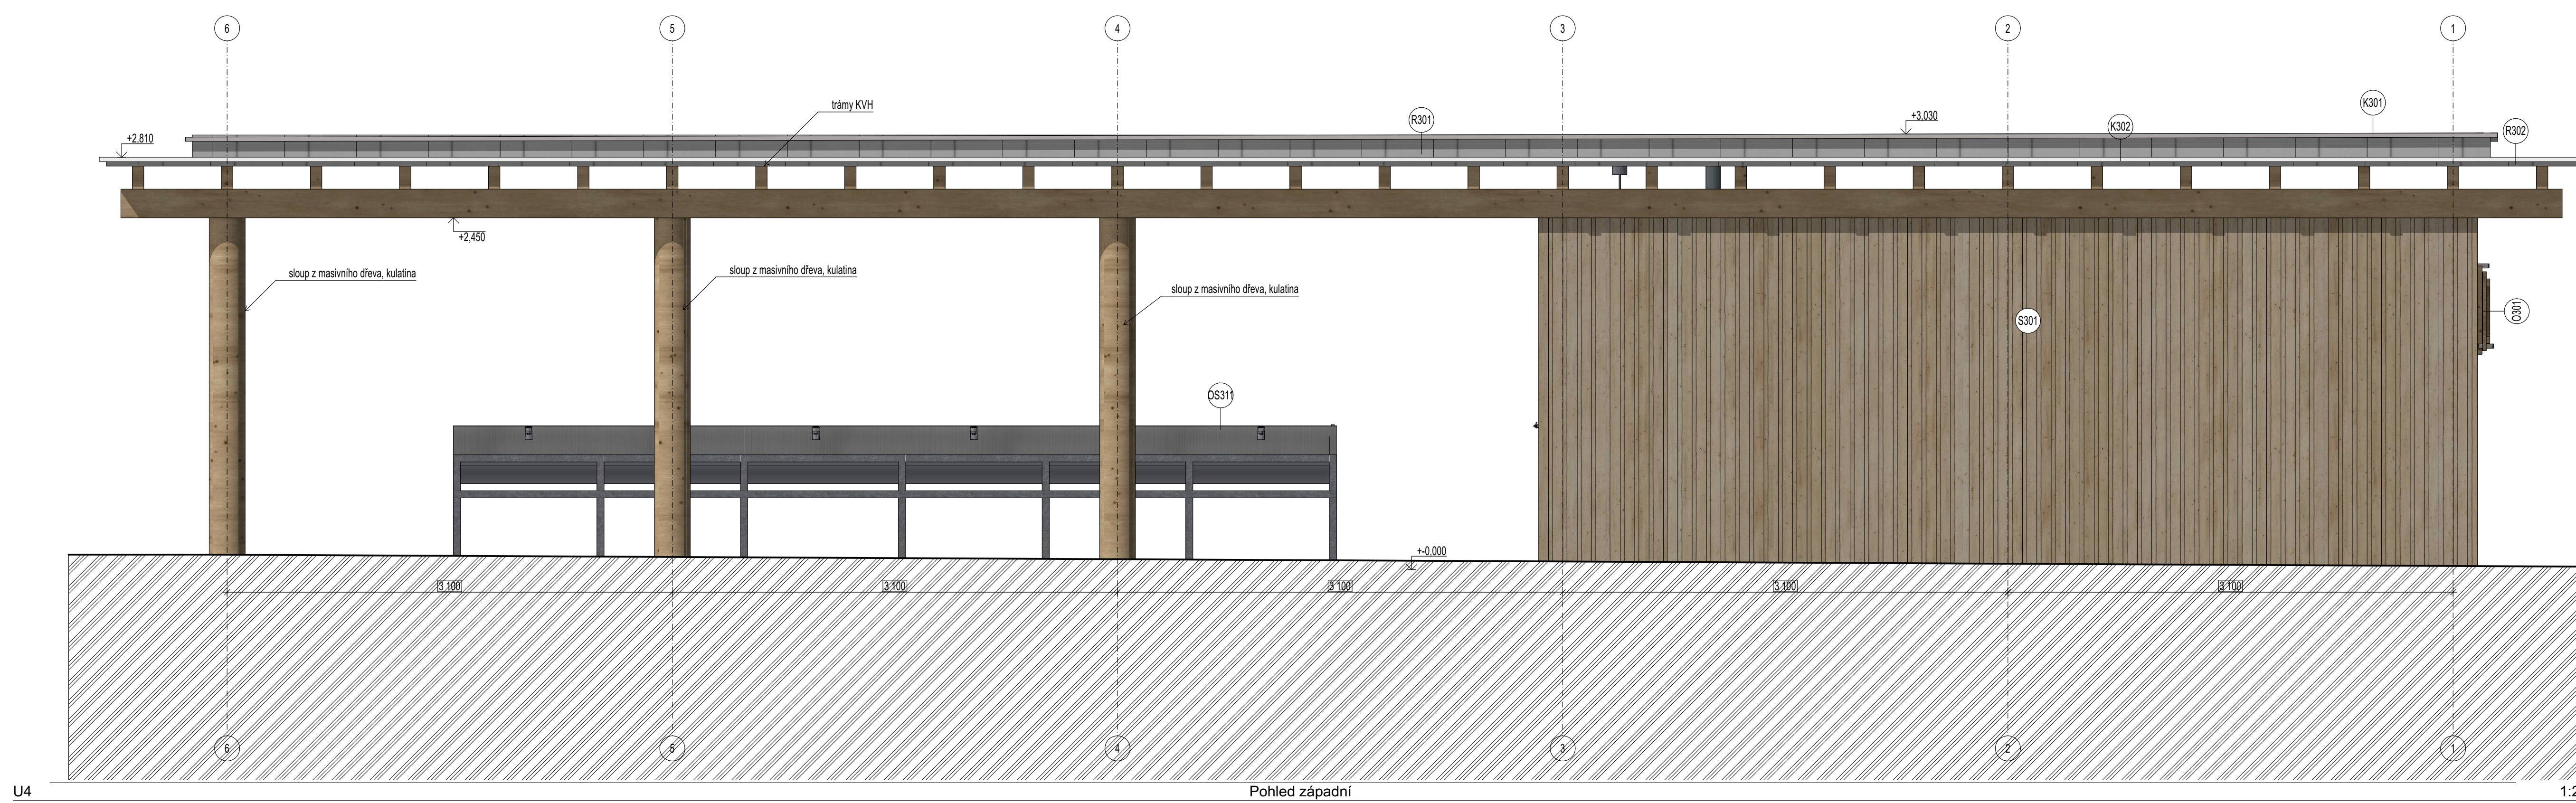 6 5 4 3 2 1
trámy KVH
K301
R301
+3,030
K302
R302
+2,810
+2,450
sloup z masivního dřeva, kulatina
sloup z masivního dřeva, kulatina
sloup z masivního dřeva, kulatina
O301
S301
OS311
+-0,000
3 100 3 100 3 100 3 100 3 100
6 5 4 3 2 1
U4 Pohled západní